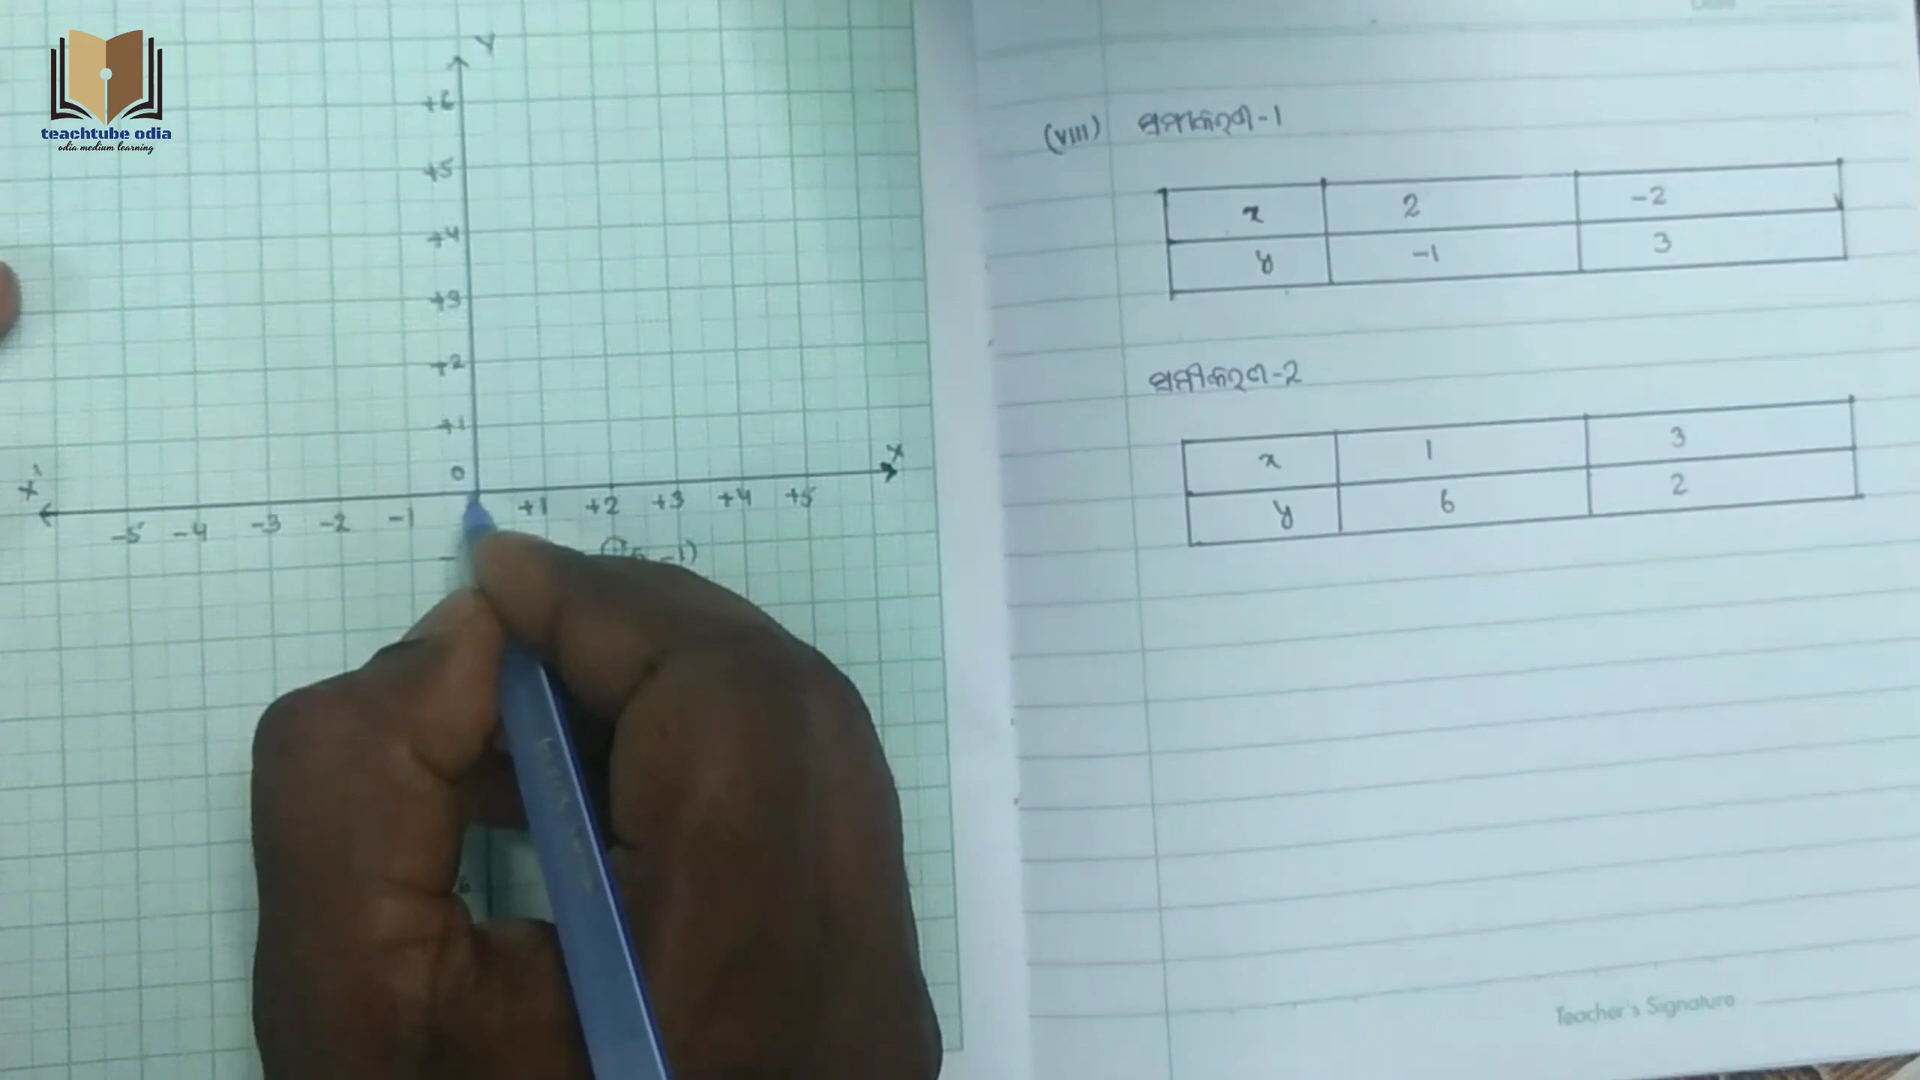 teachtube odia
odia medium learning
Y
+6
+5
+4
+3
+2
+1
0
X'
X
-5 -4 -3 -2 -1 +1 +2 +3 +4 +5
-1)
(viii) ସମୀକରଣ-1
x 2 -2
y -1 3
ସମୀକରଣ-2
x 1 3
y 6 2
Teacher's Signature